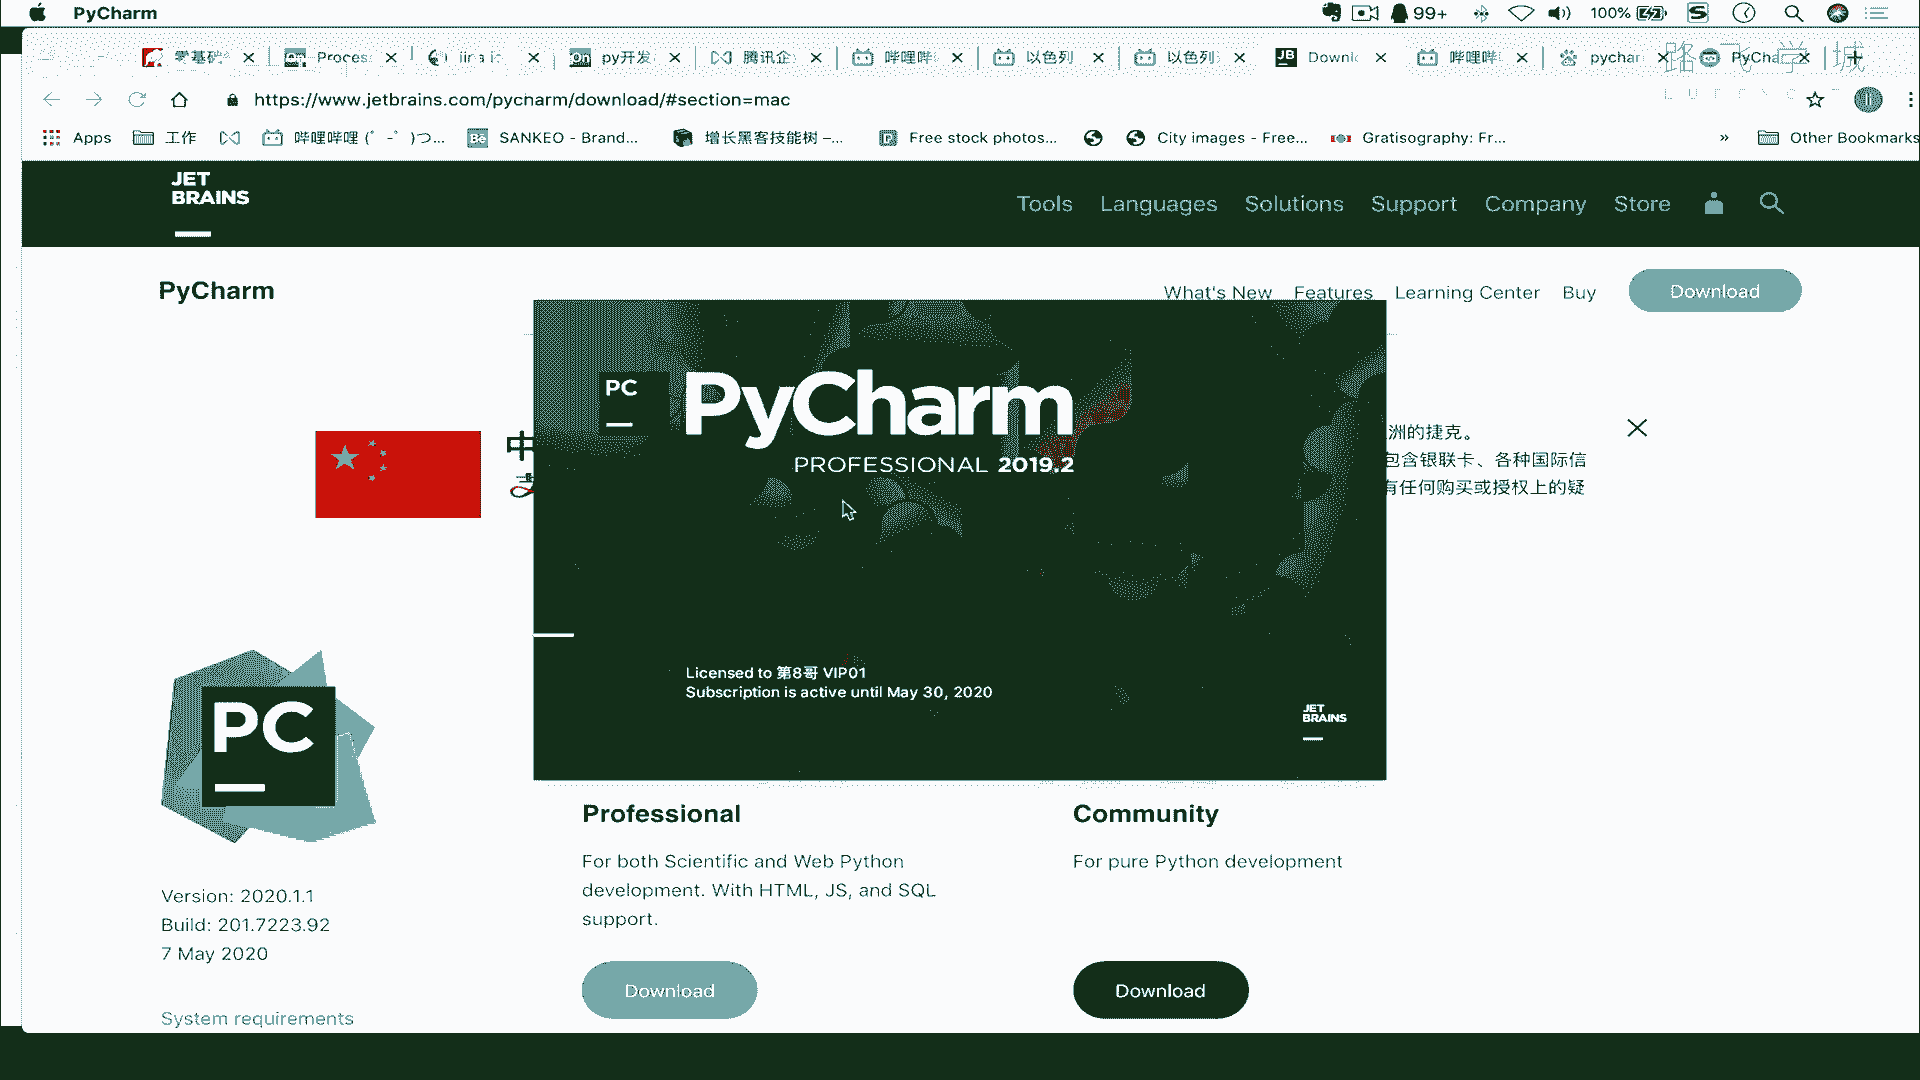 PyCharm
99+
100%
零基础
Proces
iina is
py开发
腾讯企
哔哩哔
以色列
以色列
Downlo
哔哩哔
pychar
PyCha
路飞学城
https://www.jetbrains.com/pycharm/download/#section=mac
Apps
工作
哔哩哔哩 (゜-゜)つ...
SANKEO - Brand...
增长黑客技能树 –...
Free stock photos...
City images - Free...
Gratisography: Fr...
»
Other Bookmarks
JET
BRAINS
Tools
Languages
Solutions
Support
Company
Store
PyCharm
What's New
Features
Learning Center
Buy
Download
中
洲的捷克。
包含银联卡、各种国际信
有任何购买或授权上的疑
PC
PyCharm
PROFESSIONAL 2019.2
Licensed to 第8哥 VIP01
Subscription is active until May 30, 2020
JET
BRAINS
PC
Version: 2020.1.1
Build: 201.7223.92
7 May 2020
System requirements
Professional
For both Scientific and Web Python
development. With HTML, JS, and SQL
support.
Download
Community
For pure Python development
Download